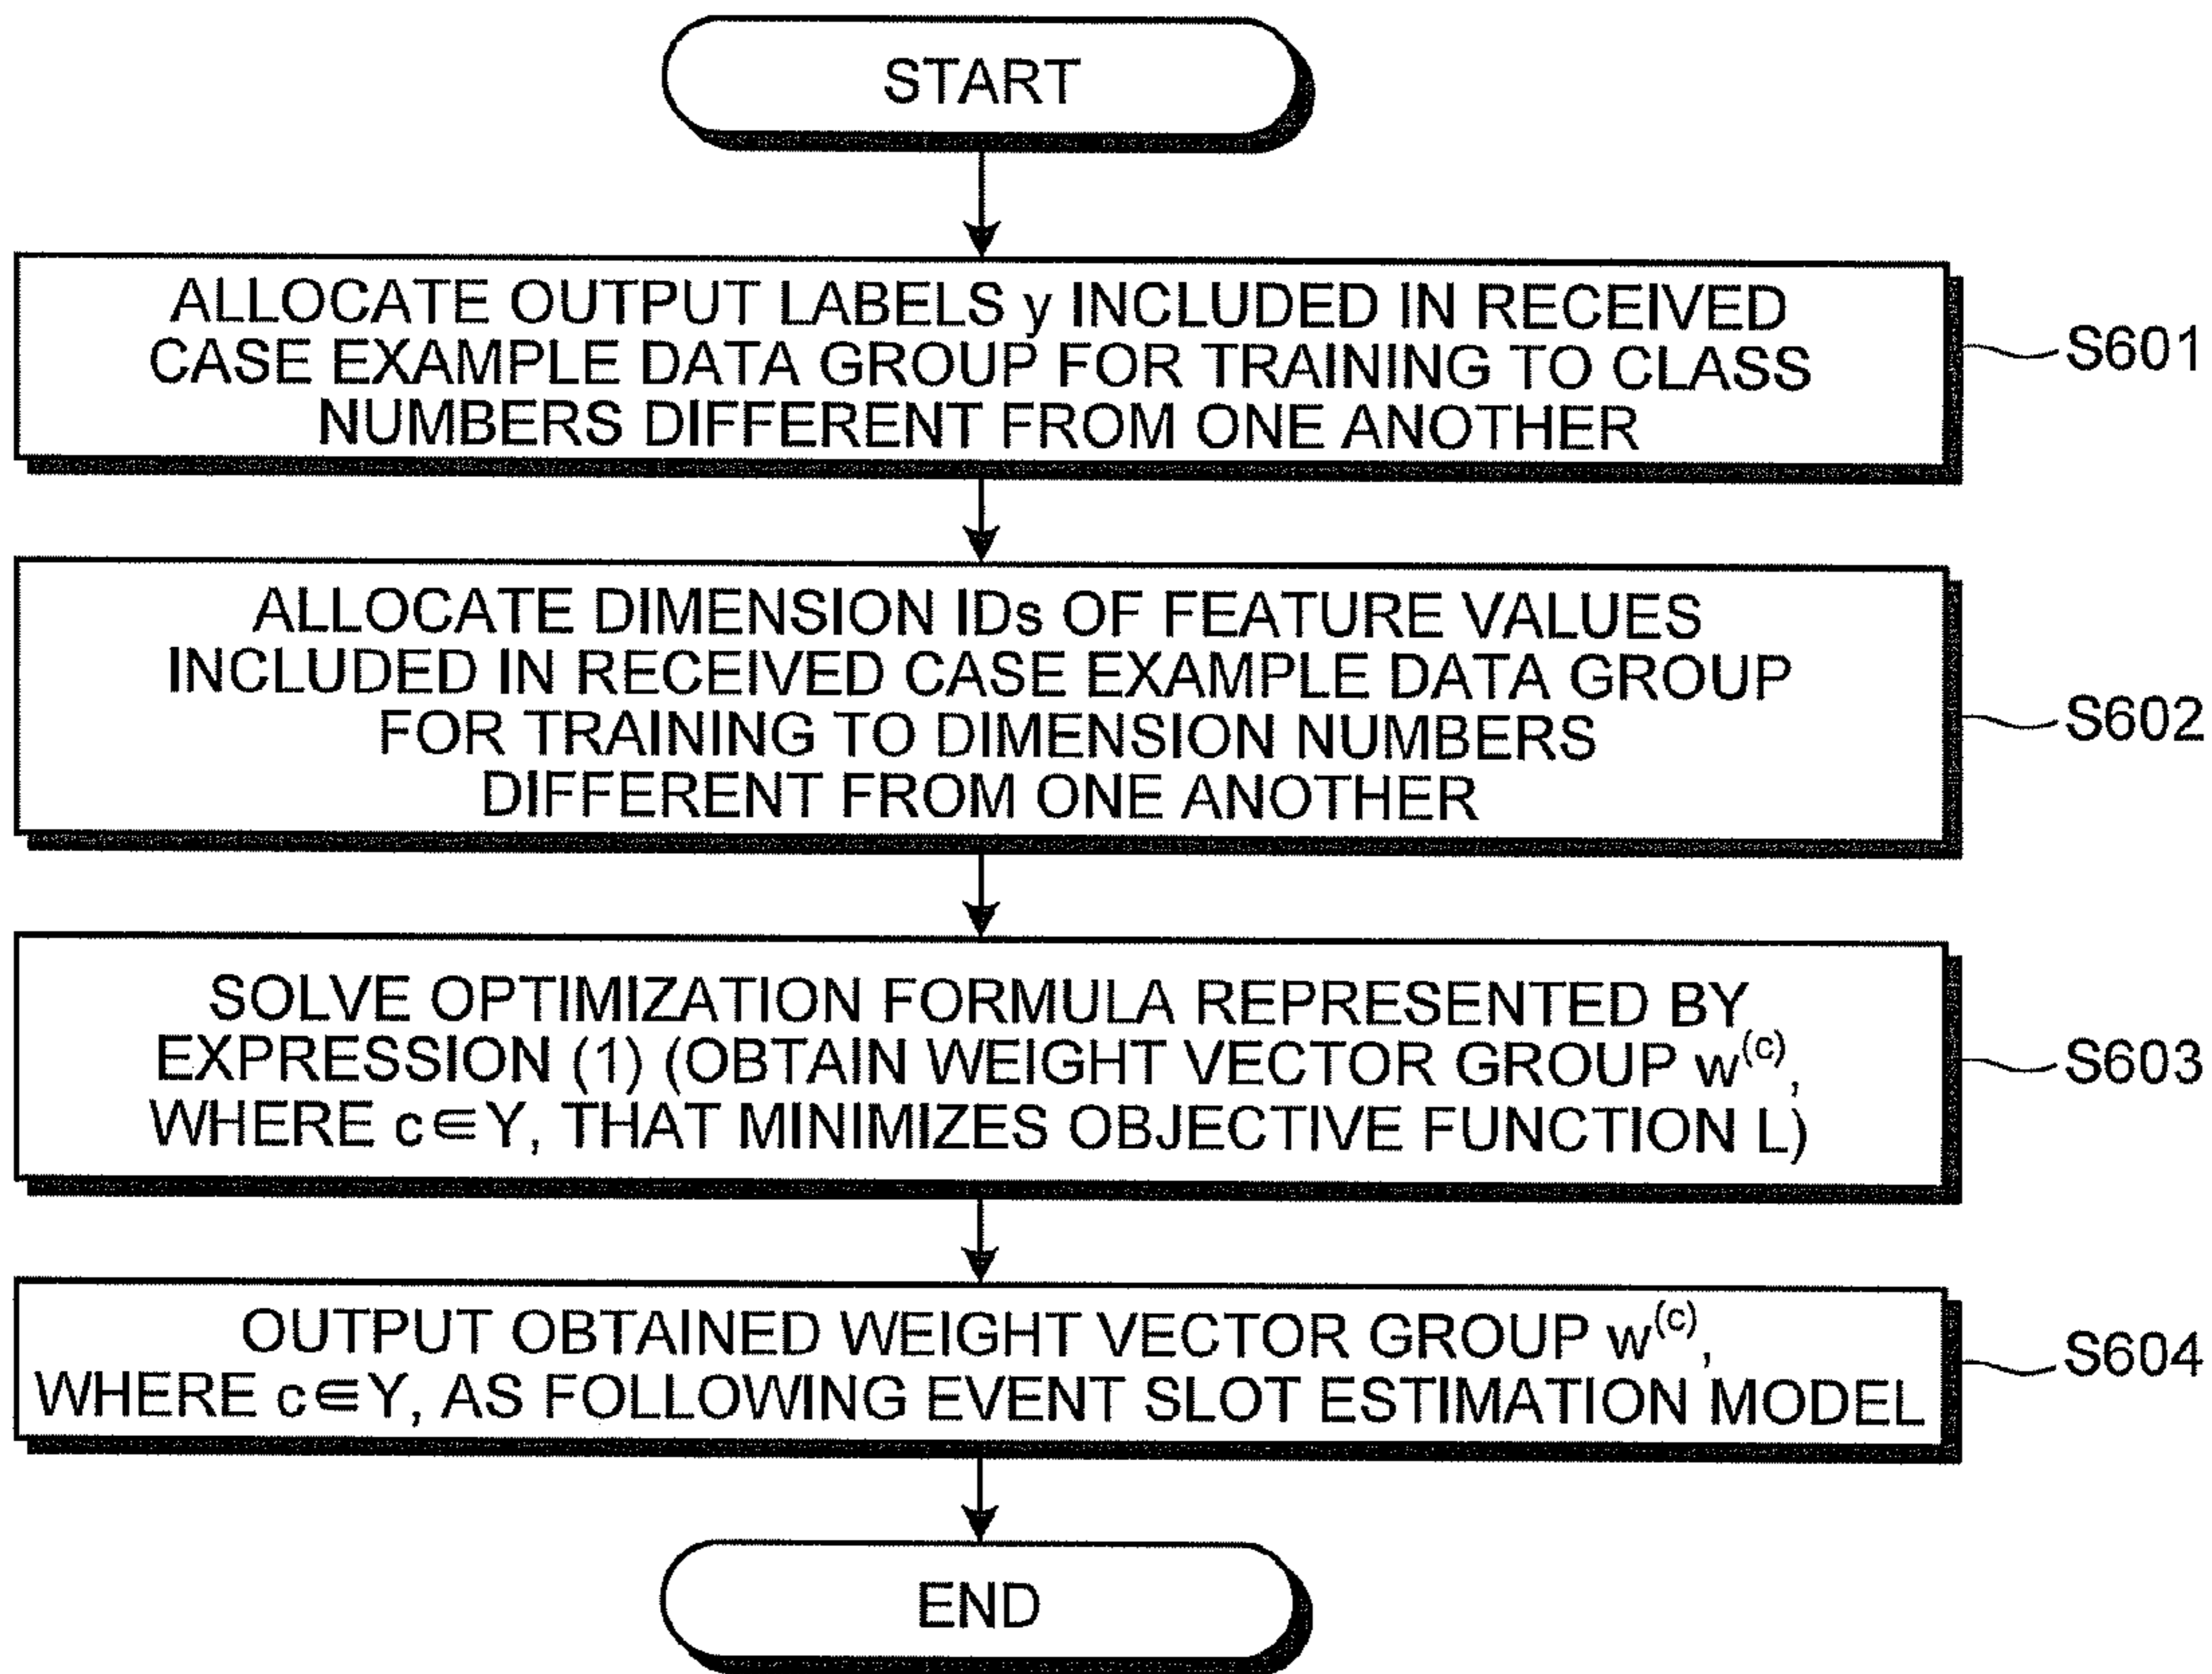 START
ALLOCATE OUTPUT LABELS y INCLUDED IN RECEIVED
CASE EXAMPLE DATA GROUP FOR TRAINING TO CLASS
NUMBERS DIFFERENT FROM ONE ANOTHER
S601
ALLOCATE DIMENSION IDs OF FEATURE VALUES
INCLUDED IN RECEIVED CASE EXAMPLE DATA GROUP
FOR TRAINING TO DIMENSION NUMBERS
DIFFERENT FROM ONE ANOTHER
S602
SOLVE OPTIMIZATION FORMULA REPRESENTED BY
EXPRESSION (1) (OBTAIN WEIGHT VECTOR GROUP w^(c),
WHERE c∈Y, THAT MINIMIZES OBJECTIVE FUNCTION L)
S603
OUTPUT OBTAINED WEIGHT VECTOR GROUP w^(c),
WHERE c∈Y, AS FOLLOWING EVENT SLOT ESTIMATION MODEL
S604
END